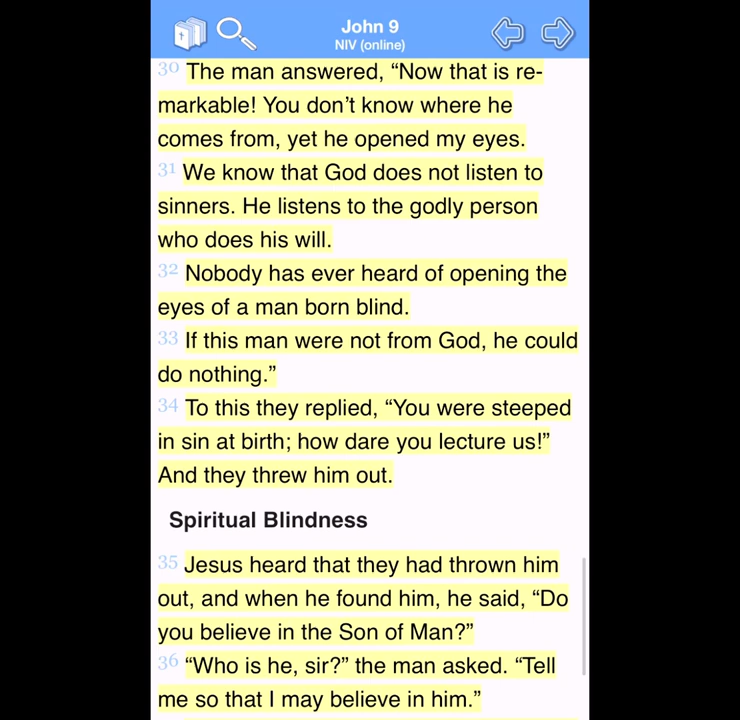 John 9
NIV (online)
30 The man answered, “Now that is re-
markable! You don’t know where he
comes from, yet he opened my eyes.
31 We know that God does not listen to
sinners. He listens to the godly person
who does his will.
32 Nobody has ever heard of opening the
eyes of a man born blind.
33 If this man were not from God, he could
do nothing.”
34 To this they replied, “You were steeped
in sin at birth; how dare you lecture us!”
And they threw him out.
Spiritual Blindness
35 Jesus heard that they had thrown him
out, and when he found him, he said, “Do
you believe in the Son of Man?”
36 “Who is he, sir?” the man asked. “Tell
me so that I may believe in him.”